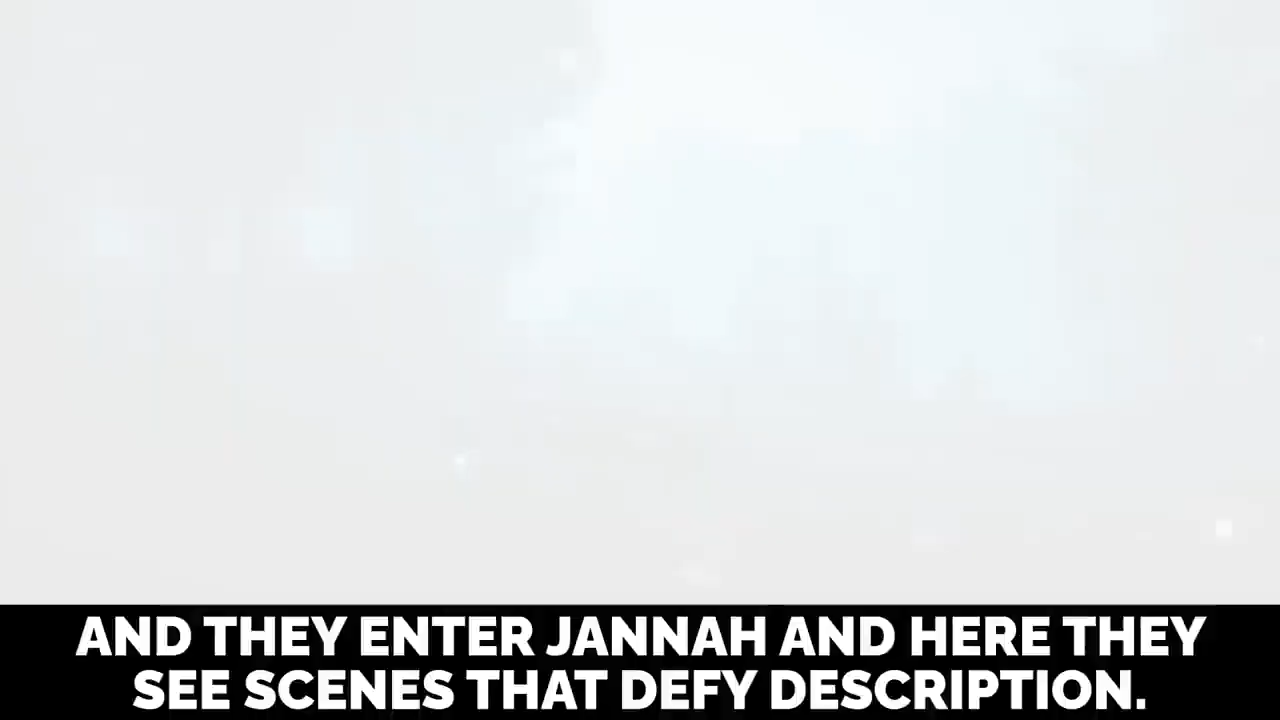 AND THEY ENTER JANNAH AND HERE THEY
SEE SCENES THAT DEFY DESCRIPTION.